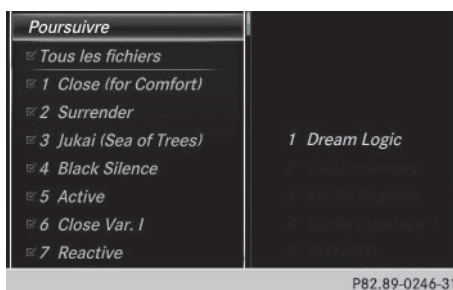 Poursuivre
Tous les fichiers
1 Close (for Comfort)
2 Surrender
3 Jukai (Sea of Trees)
4 Black Silence
5 Active
6 Close Var. I
7 Reactive
1 Dream Logic
P82.89-0246-31